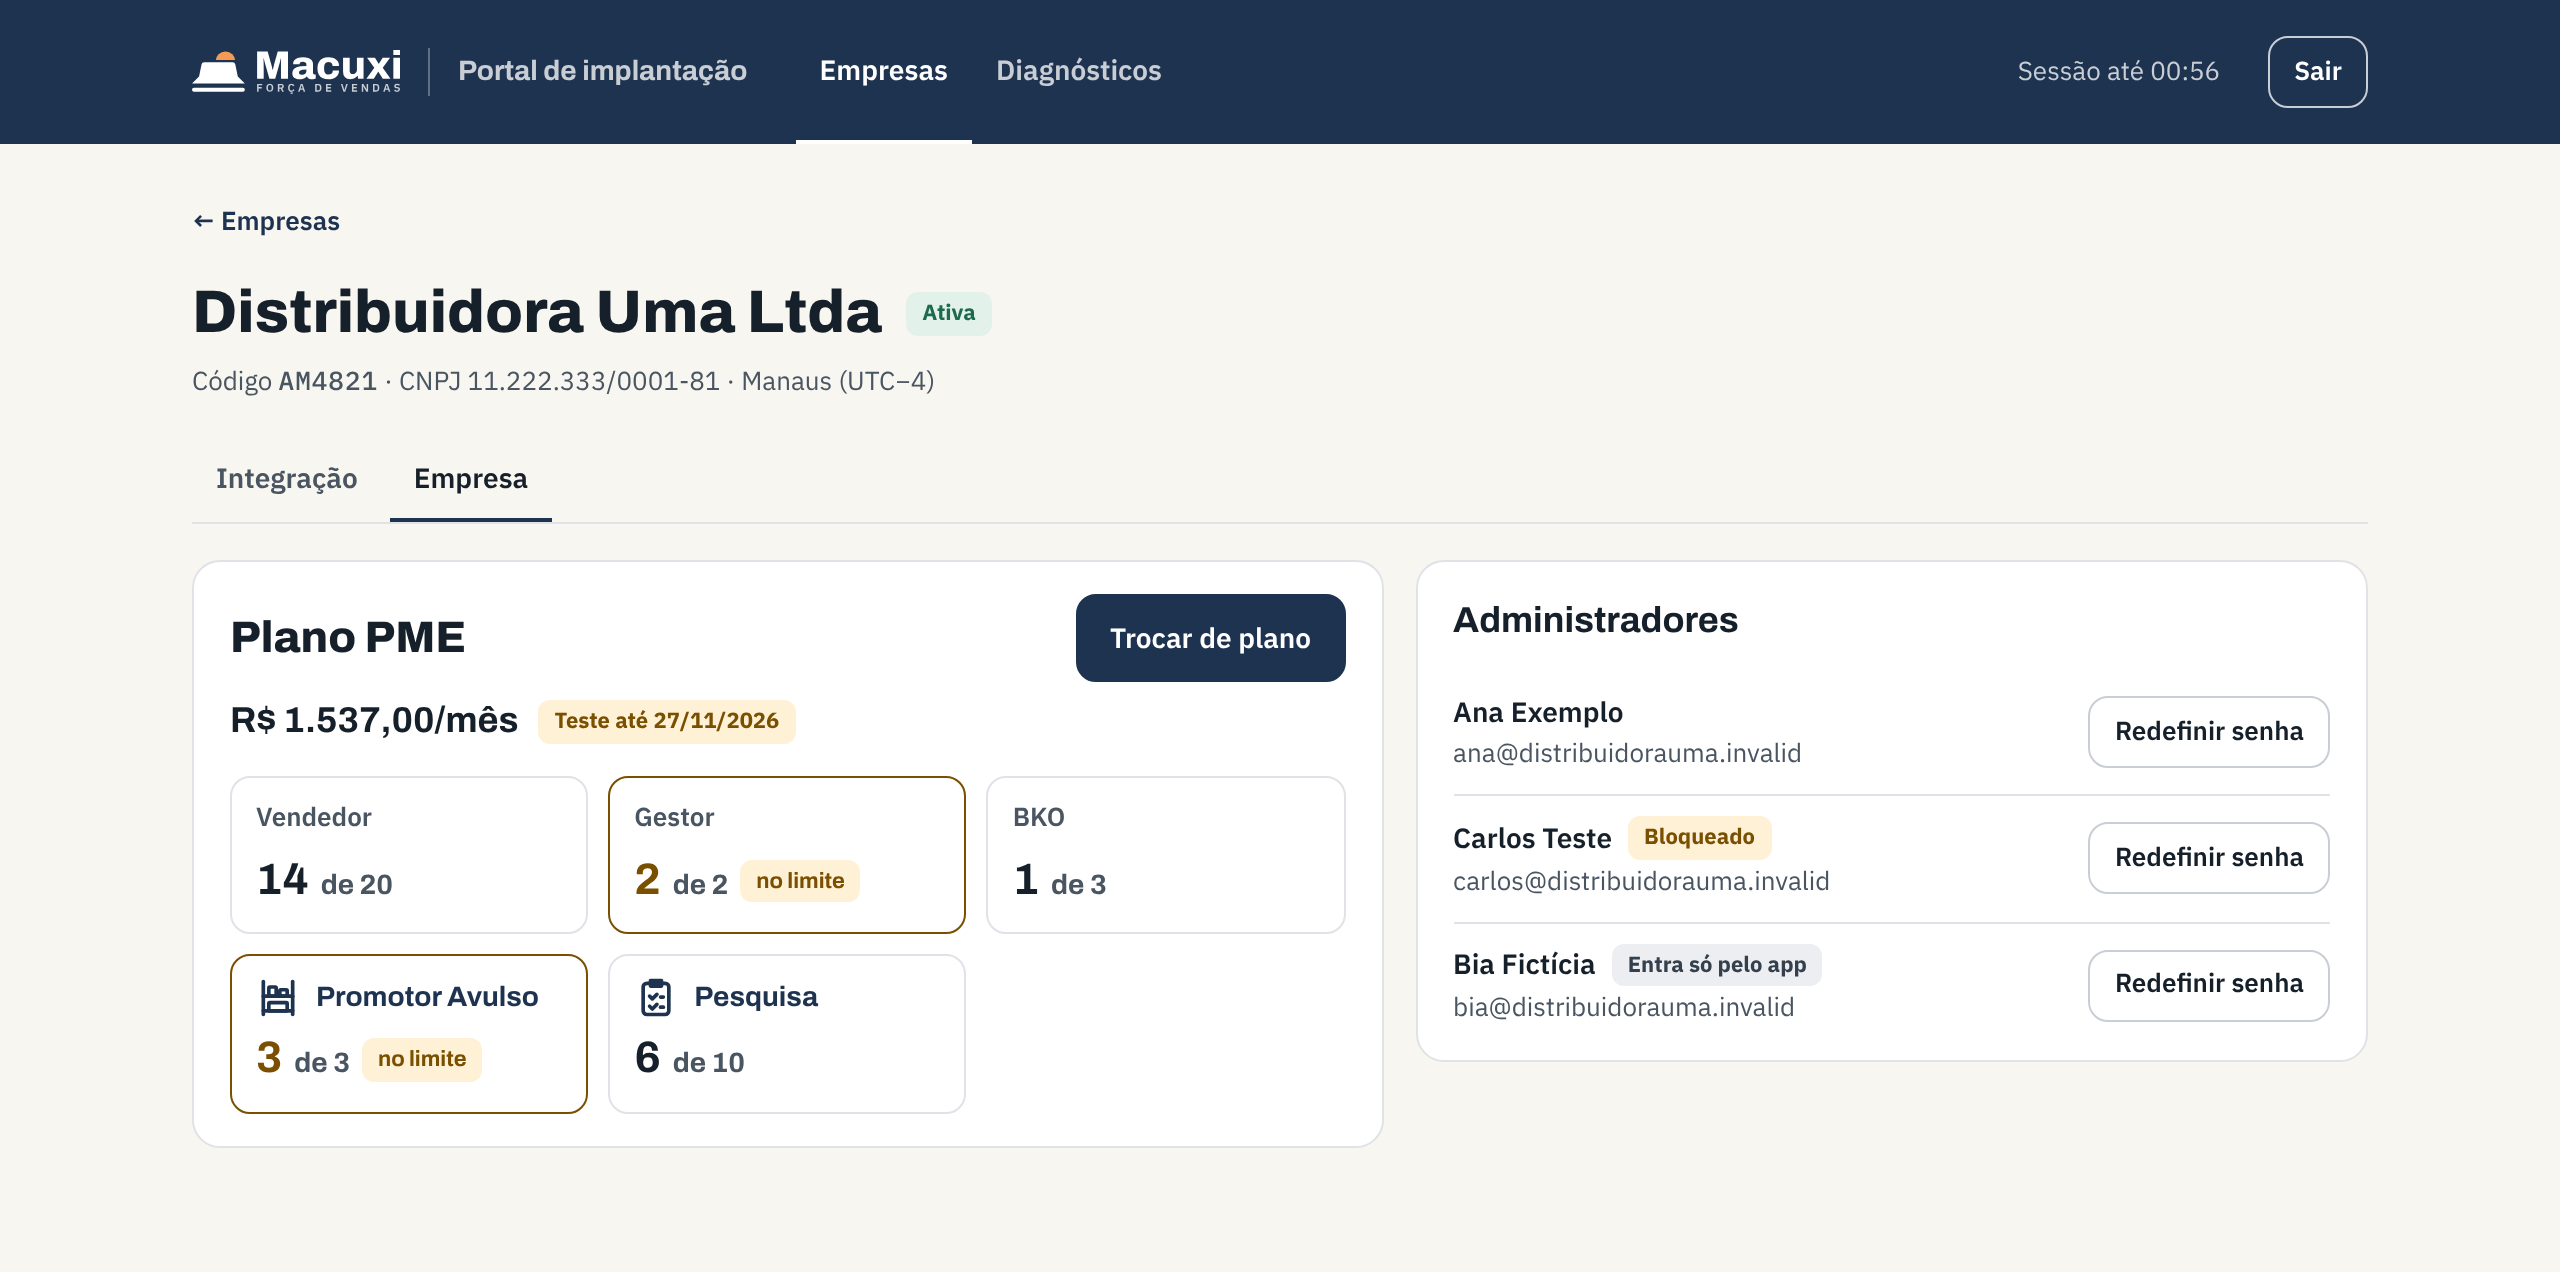 Macuxi
FORÇA DE VENDAS
Portal de implantação
Empresas
Diagnósticos
Sessão até 00:56
Sair
← Empresas
Distribuidora Uma Ltda
Ativa
Código AM4821 · CNPJ 11.222.333/0001-81 · Manaus (UTC−4)
Integração
Empresa
Plano PME
Trocar de plano
R$ 1.537,00/mês
Teste até 27/11/2026
Vendedor
14 de 20
Gestor
2 de 2 no limite
BKO
1 de 3
Promotor Avulso
3 de 3 no limite
Pesquisa
6 de 10
Administradores
Ana Exemplo
ana@distribuidorauma.invalid
Redefinir senha
Carlos Teste Bloqueado
carlos@distribuidorauma.invalid
Redefinir senha
Bia Fictícia Entra só pelo app
bia@distribuidorauma.invalid
Redefinir senha